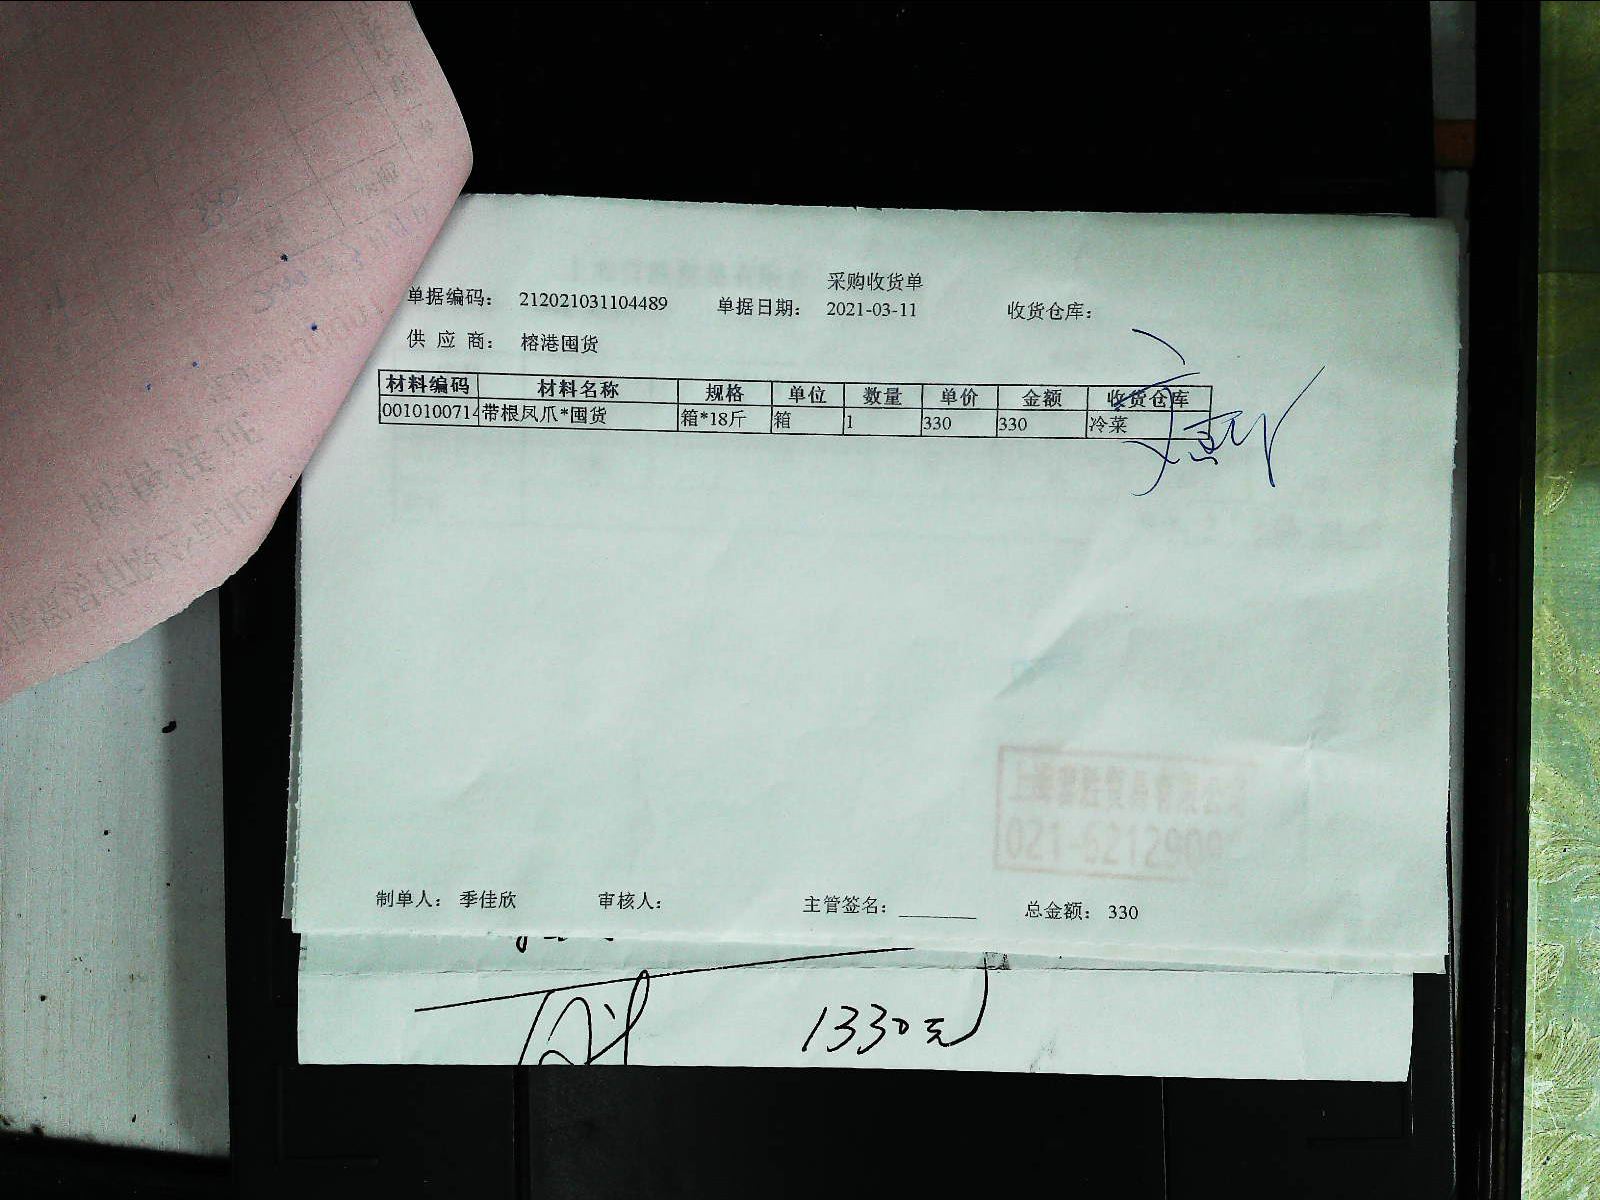 采购收货单
单据编码： 212021031104489 单据日期： 2021-03-11 收货仓库：
供 应 商： 榕港囤货
材料编码 材料名称 规格 单位 数量 单价 金额 收货仓库
0010100714 带根凤爪*囤货 箱*18斤 箱 1 330 330 冷菜
021-6212909
制单人： 季佳欣 审核人： 主管签名： ________ 总金额： 330
1330元